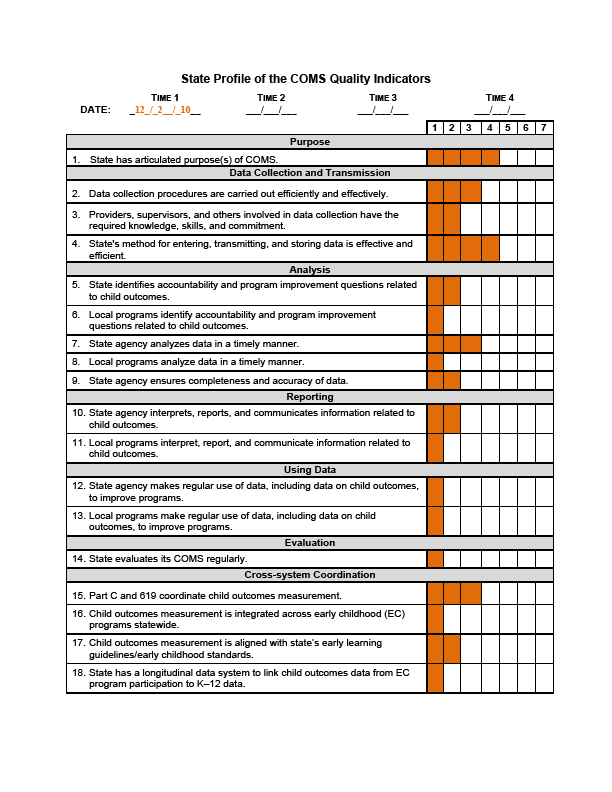 State Profile of the COMS Quality Indicators
TIME 1 TIME 2 TIME 3 TIME 4
DATE: _12_/_2__/_10__ ___/___/___ ___/___/___ ___/___/___
1 2 3 4 5 6 7
Purpose
1. State has articulated purpose(s) of COMS.
Data Collection and Transmission
2. Data collection procedures are carried out efficiently and effectively.
3. Providers, supervisors, and others involved in data collection have the
required knowledge, skills, and commitment.
4. State's method for entering, transmitting, and storing data is effective and
efficient.
Analysis
5. State identifies accountability and program improvement questions related
to child outcomes.
6. Local programs identify accountability and program improvement
questions related to child outcomes.
7. State agency analyzes data in a timely manner.
8. Local programs analyze data in a timely manner.
9. State agency ensures completeness and accuracy of data.
Reporting
10. State agency interprets, reports, and communicates information related to
child outcomes.
11. Local programs interpret, report, and communicate information related to
child outcomes.
Using Data
12. State agency makes regular use of data, including data on child outcomes,
to improve programs.
13. Local programs make regular use of data, including data on child
outcomes, to improve programs.
Evaluation
14. State evaluates its COMS regularly.
Cross-system Coordination
15. Part C and 619 coordinate child outcomes measurement.
16. Child outcomes measurement is integrated across early childhood (EC)
programs statewide.
17. Child outcomes measurement is aligned with state's early learning
guidelines/early childhood standards.
18. State has a longitudinal data system to link child outcomes data from EC
program participation to K–12 data.